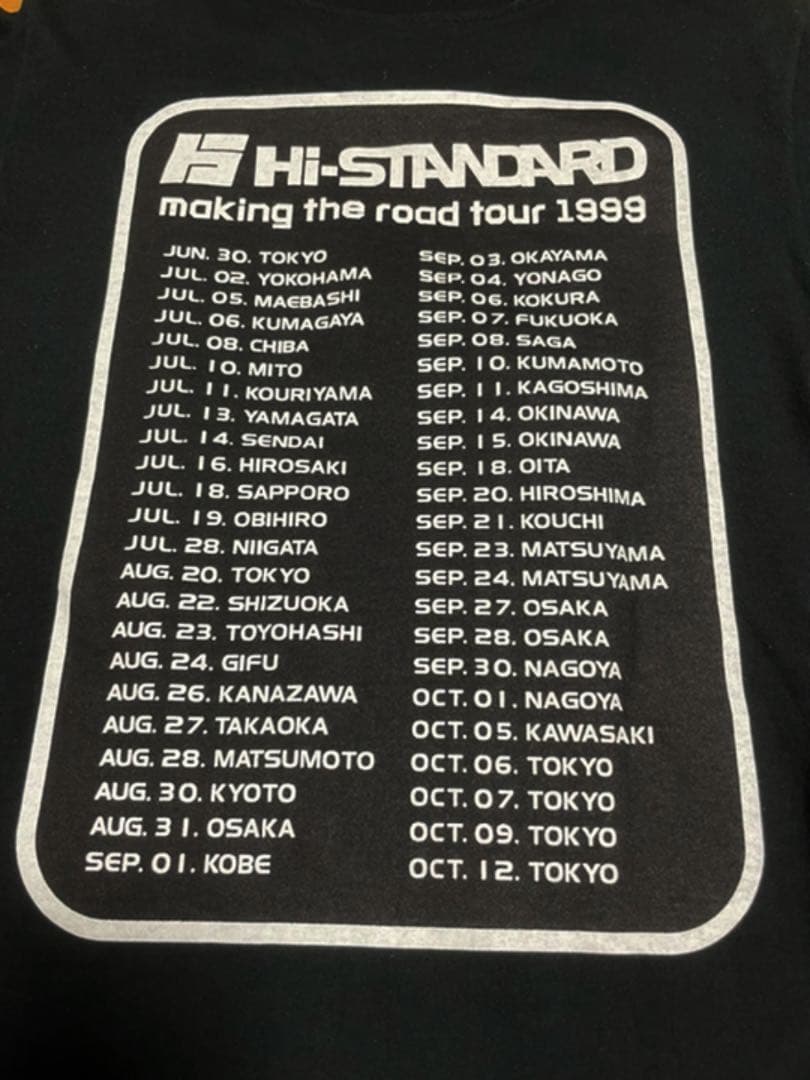 Hi-STANDARD
making the road tour 1999
JUN. 30. TOKYO
JUL. 02. YOKOHAMA
JUL. 05. MAEBASHI
JUL. 06. KUMAGAYA
JUL. 08. CHIBA
JUL. 10. MITO
JUL. 11. KOURIYAMA
JUL. 13. YAMAGATA
JUL. 14. SENDAI
JUL. 16. HIROSAKI
JUL. 18. SAPPORO
JUL. 19. OBIHIRO
JUL. 28. NIIGATA
AUG. 20. TOKYO
AUG. 22. SHIZUOKA
AUG. 23. TOYOHASHI
AUG. 24. GIFU
AUG. 26. KANAZAWA
AUG. 27. TAKAOKA
AUG. 28. MATSUMOTO
AUG. 30. KYOTO
AUG. 31. OSAKA
SEP. 01. KOBE
SEP. 03. OKAYAMA
SEP. 04. YONAGO
SEP. 06. KOKURA
SEP. 07. FUKUOKA
SEP. 08. SAGA
SEP. 10. KUMAMOTO
SEP. 11. KAGOSHIMA
SEP. 14. OKINAWA
SEP. 15. OKINAWA
SEP. 18. OITA
SEP. 20. HIROSHIMA
SEP. 21. KOUCHI
SEP. 23. MATSUYAMA
SEP. 24. MATSUYAMA
SEP. 27. OSAKA
SEP. 28. OSAKA
SEP. 30. NAGOYA
OCT. 01. NAGOYA
OCT. 05. KAWASAKI
OCT. 06. TOKYO
OCT. 07. TOKYO
OCT. 09. TOKYO
OCT. 12. TOKYO